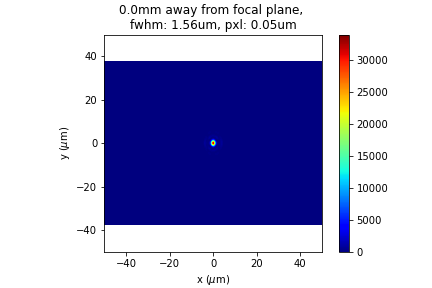 0.0mm away from focal plane,
fwhm: 1.56um, pxl: 0.05um
40
20
0
−20
−40
y (μm)
−40 −20 0 20 40
x (μm)
30000
25000
20000
15000
10000
5000
0